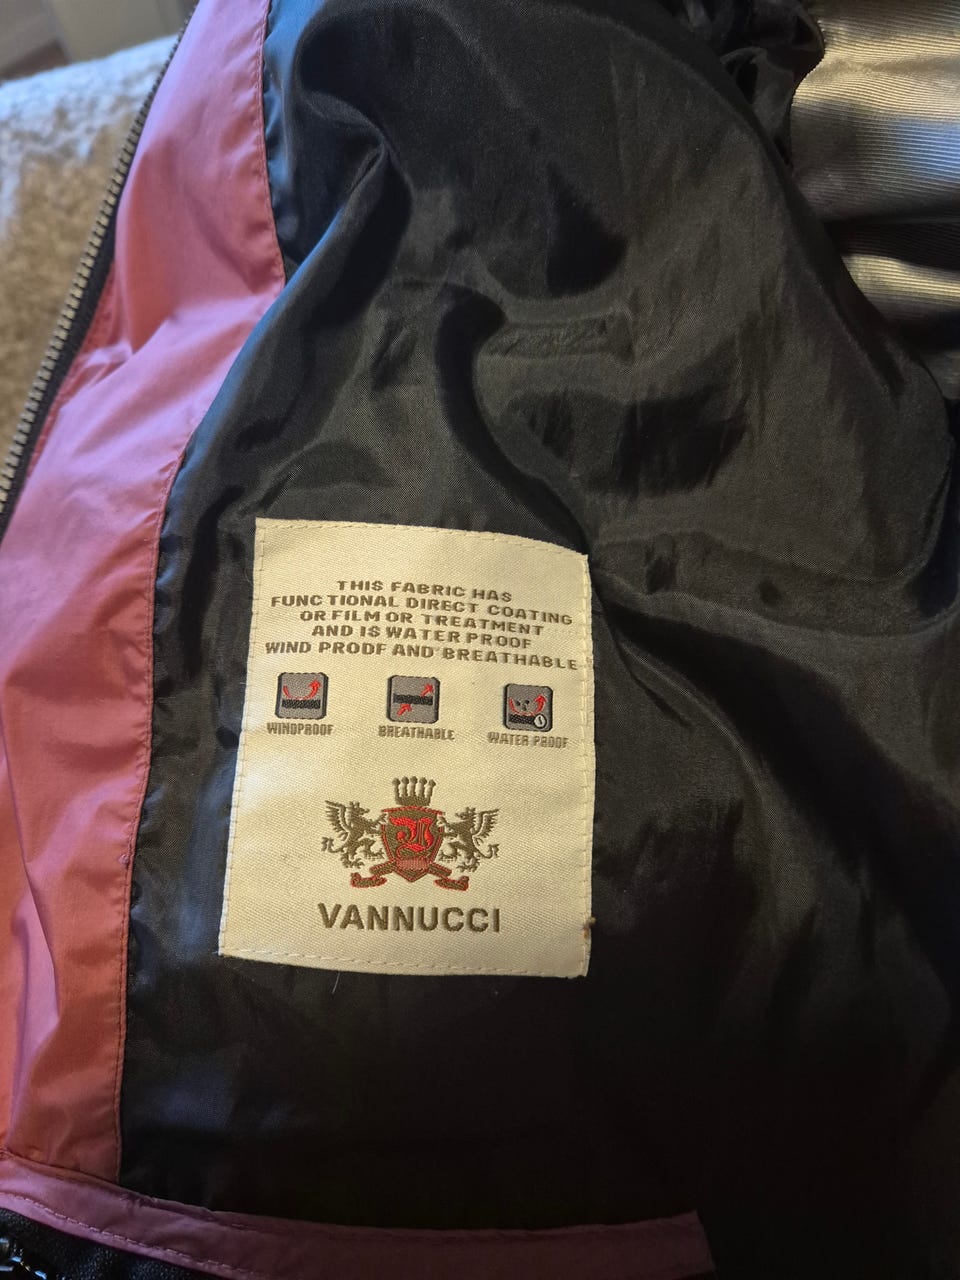 THIS FABRIC HAS
FUNCTIONAL DIRECT COATING
OR FILM OR TREATMENT
AND IS WATER PROOF
WIND PROOF AND BREATHABLE
WINDPROOF BREATHABLE WATER PROOF
VANNUCCI